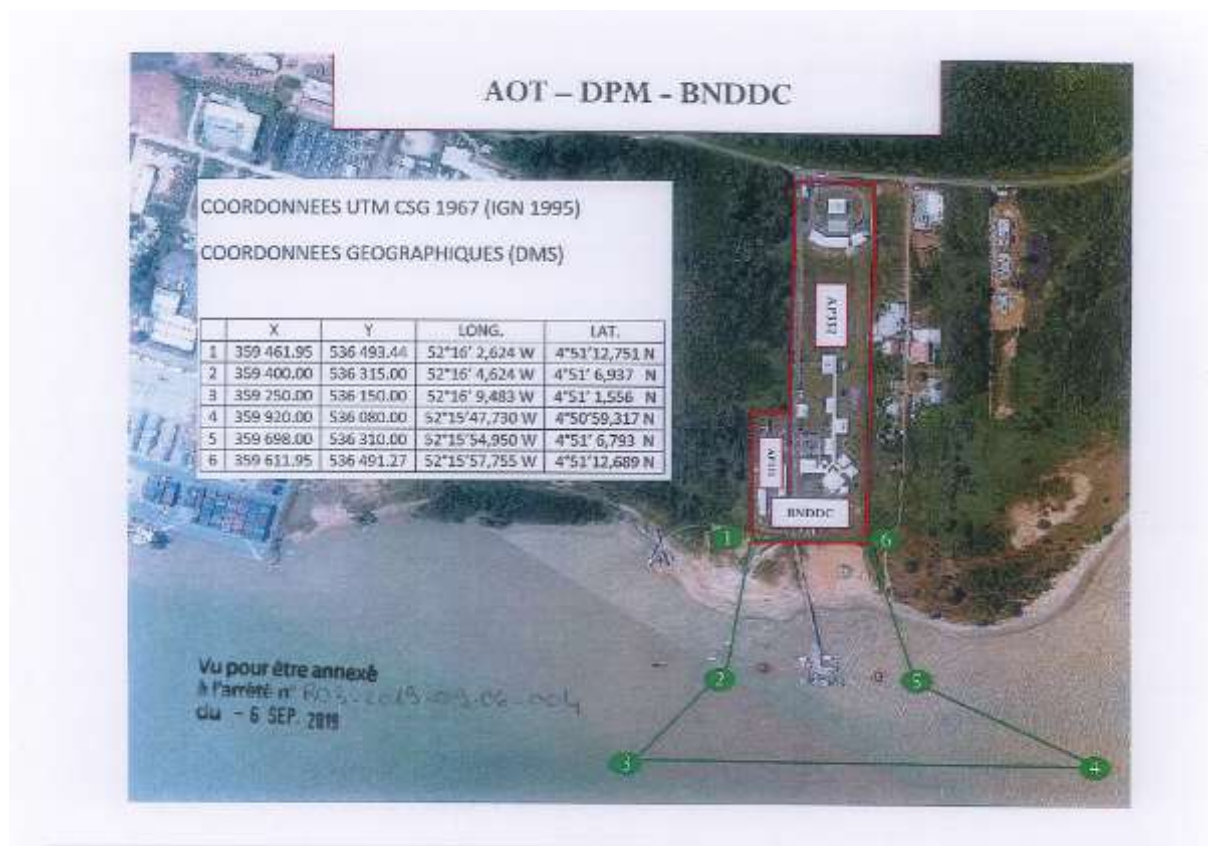 AOT – DPM - BNDDC
COORDONNEES UTM CSG 1967 (IGN 1995)
COORDONNEES GEOGRAPHIQUES (DMS)
X Y LONG. LAT.
1 359 461.95 536 493.44 52°16' 2,624 W 4°51'12,751 N
2 359 400.00 536 315.00 52°16' 4,624 W 4°51' 6,937 N
3 359 250.00 536 150.00 52°16' 9,483 W 4°51' 1,556 N
4 359 920.00 536 080.00 52°15'47,730 W 4°50'59,317 N
5 359 698.00 536 310.00 52°15'54,950 W 4°51' 6,793 N
6 359 611.95 536 491.27 52°15'57,755 W 4°51'12,689 N
AP332
BNDDC
1
6
2
5
3
4
Vu pour être annexé
à l'arrêté n° R03-2019-09-06-004
du - 6 SEP. 2019